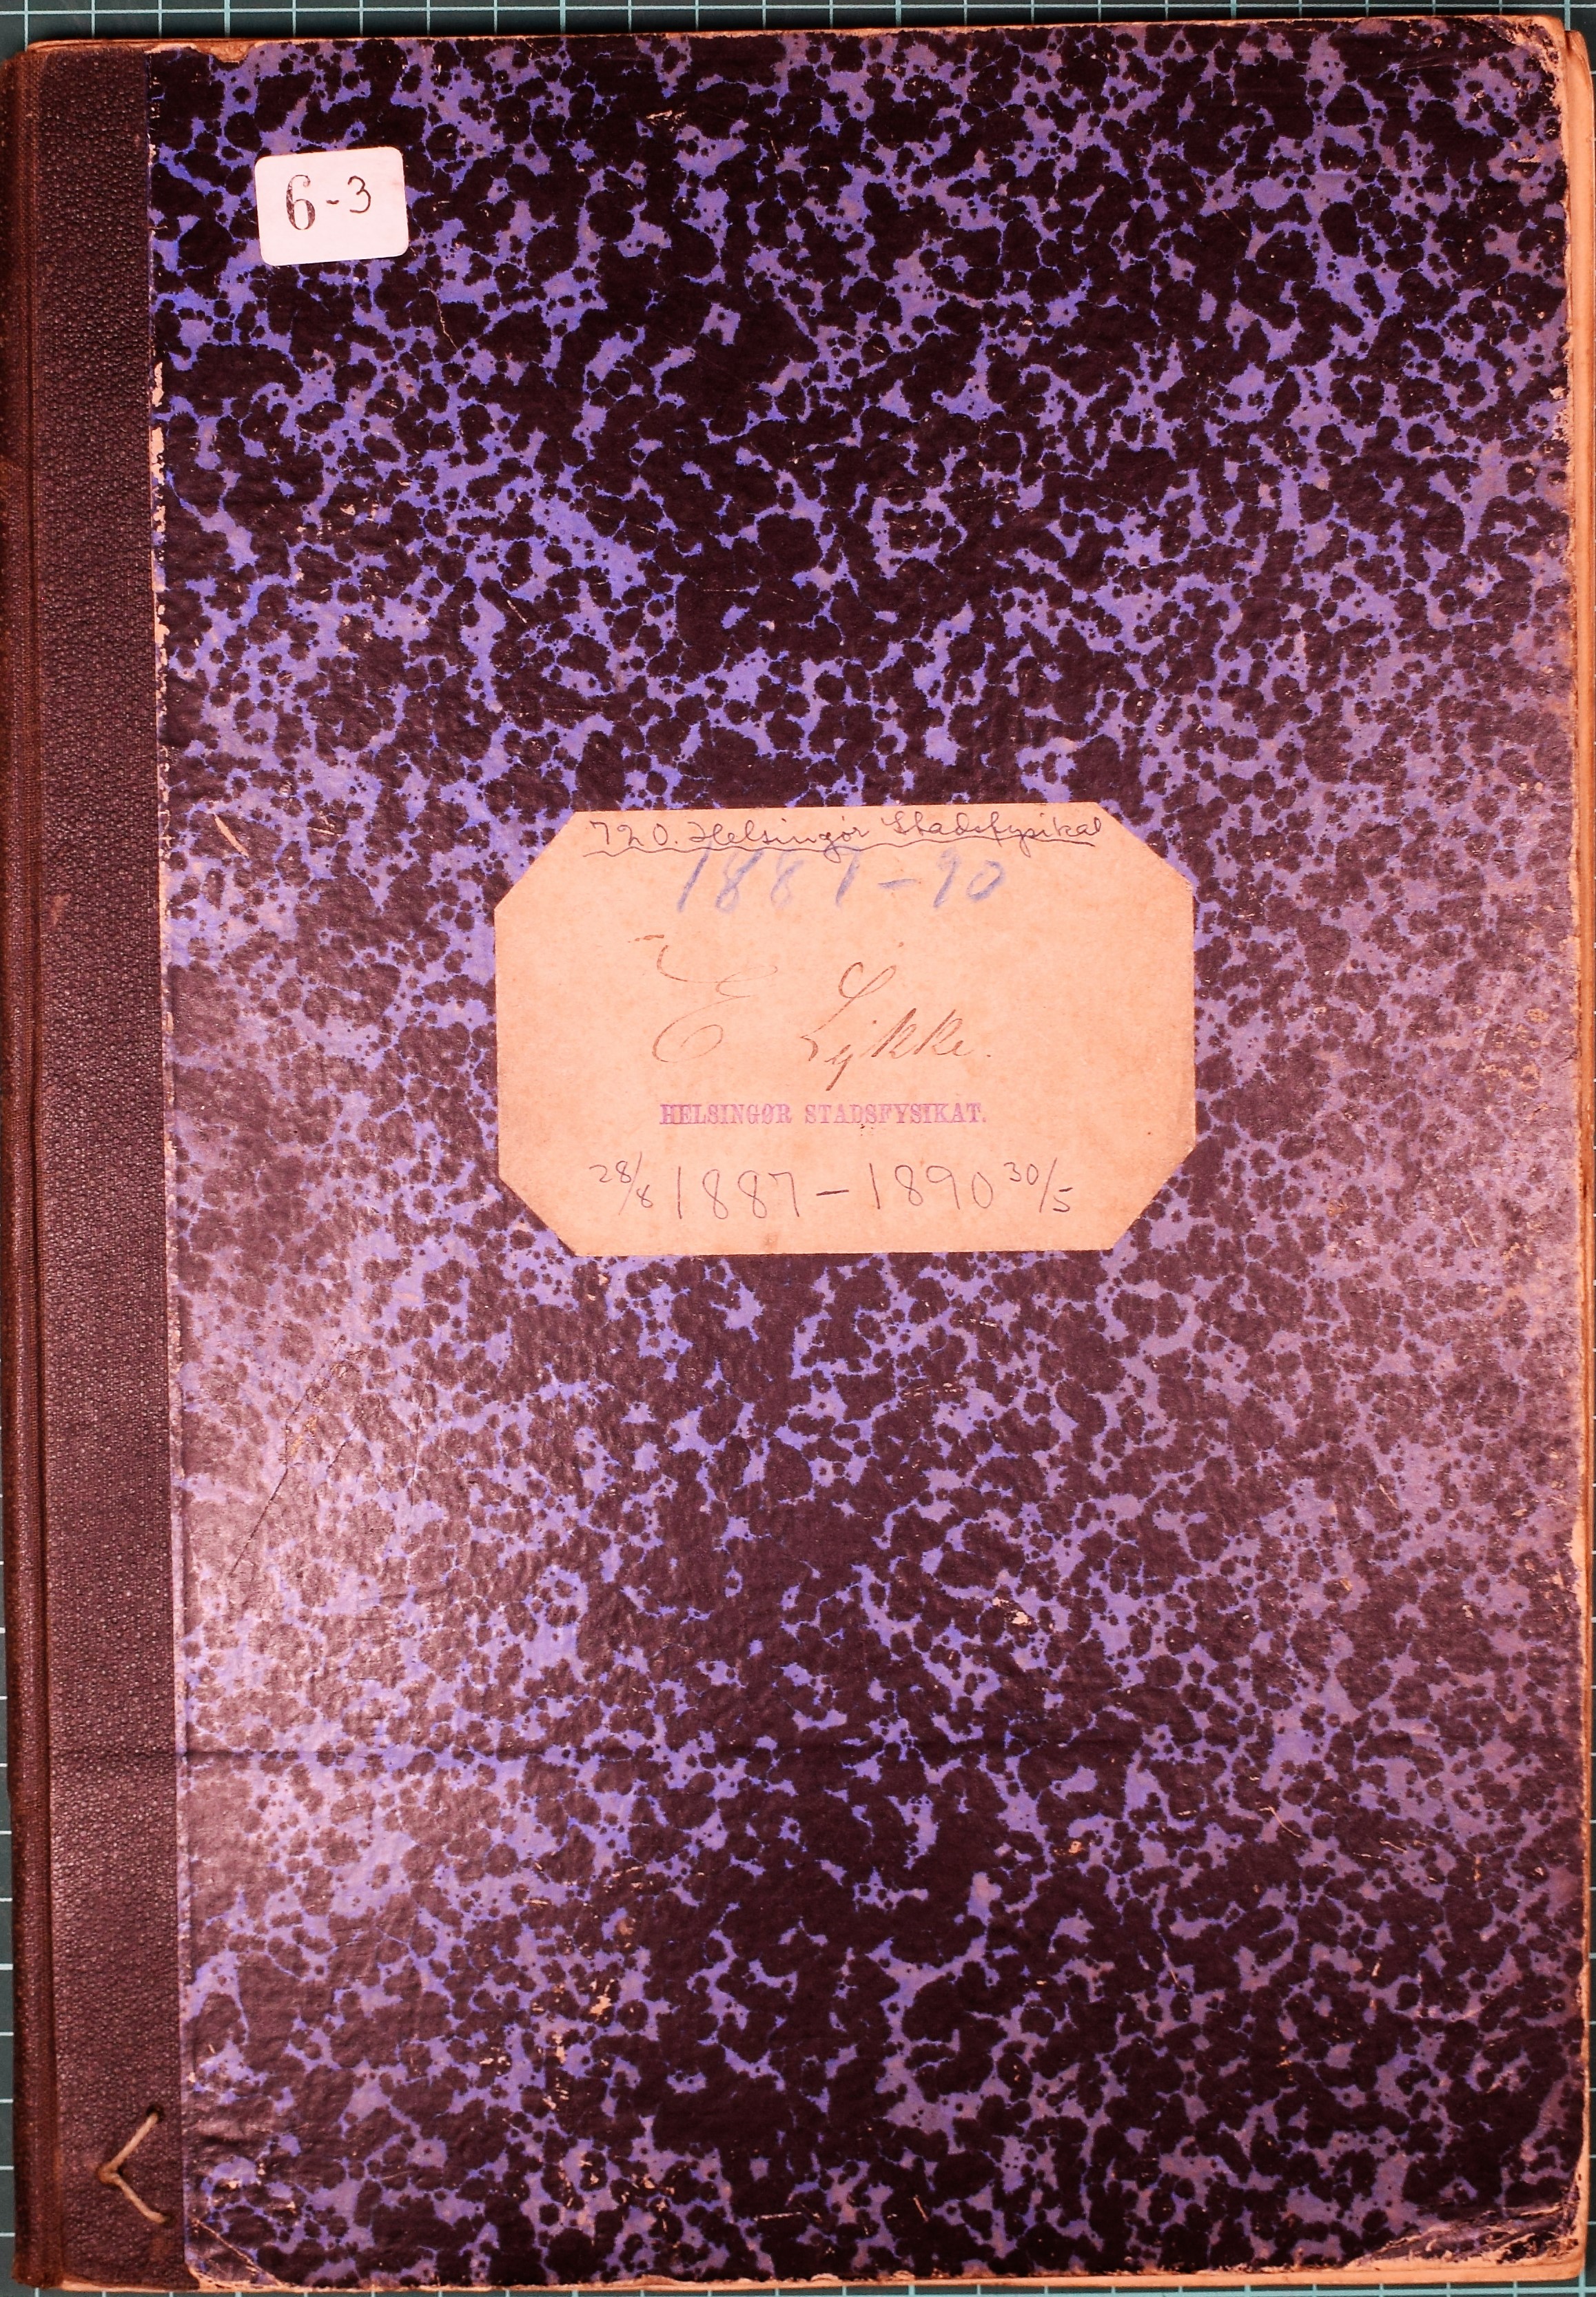 6-3
720. Helsingør Stadsfysikat
1887-90
E Lykke.
HELSINGØR STADSFYSIKAT.
28/8 1887 - 1890 30/5